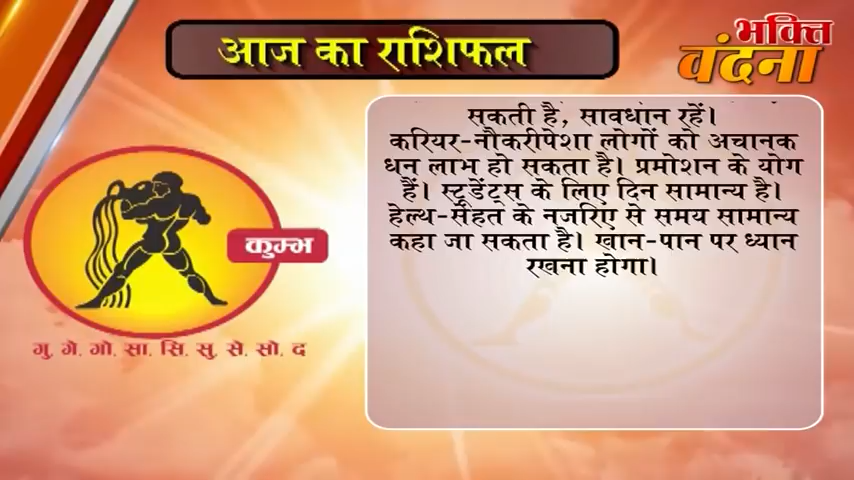 आज का राशिफल
भक्ति
वंदना
सकती है, सावधान रहें।
करियर-नौकरीपेशा लोगों को अचानक
धन लाभ हो सकता है। प्रमोशन के योग
हैं। स्टूडेंट्स के लिए दिन सामान्य है।
हेल्थ-सेहत के नजरिए से समय सामान्य
कहा जा सकता है। खान-पान पर ध्यान
रखना होगा।
कुम्भ
गु. गे. गो. सा. सि. सु. से. सो. द